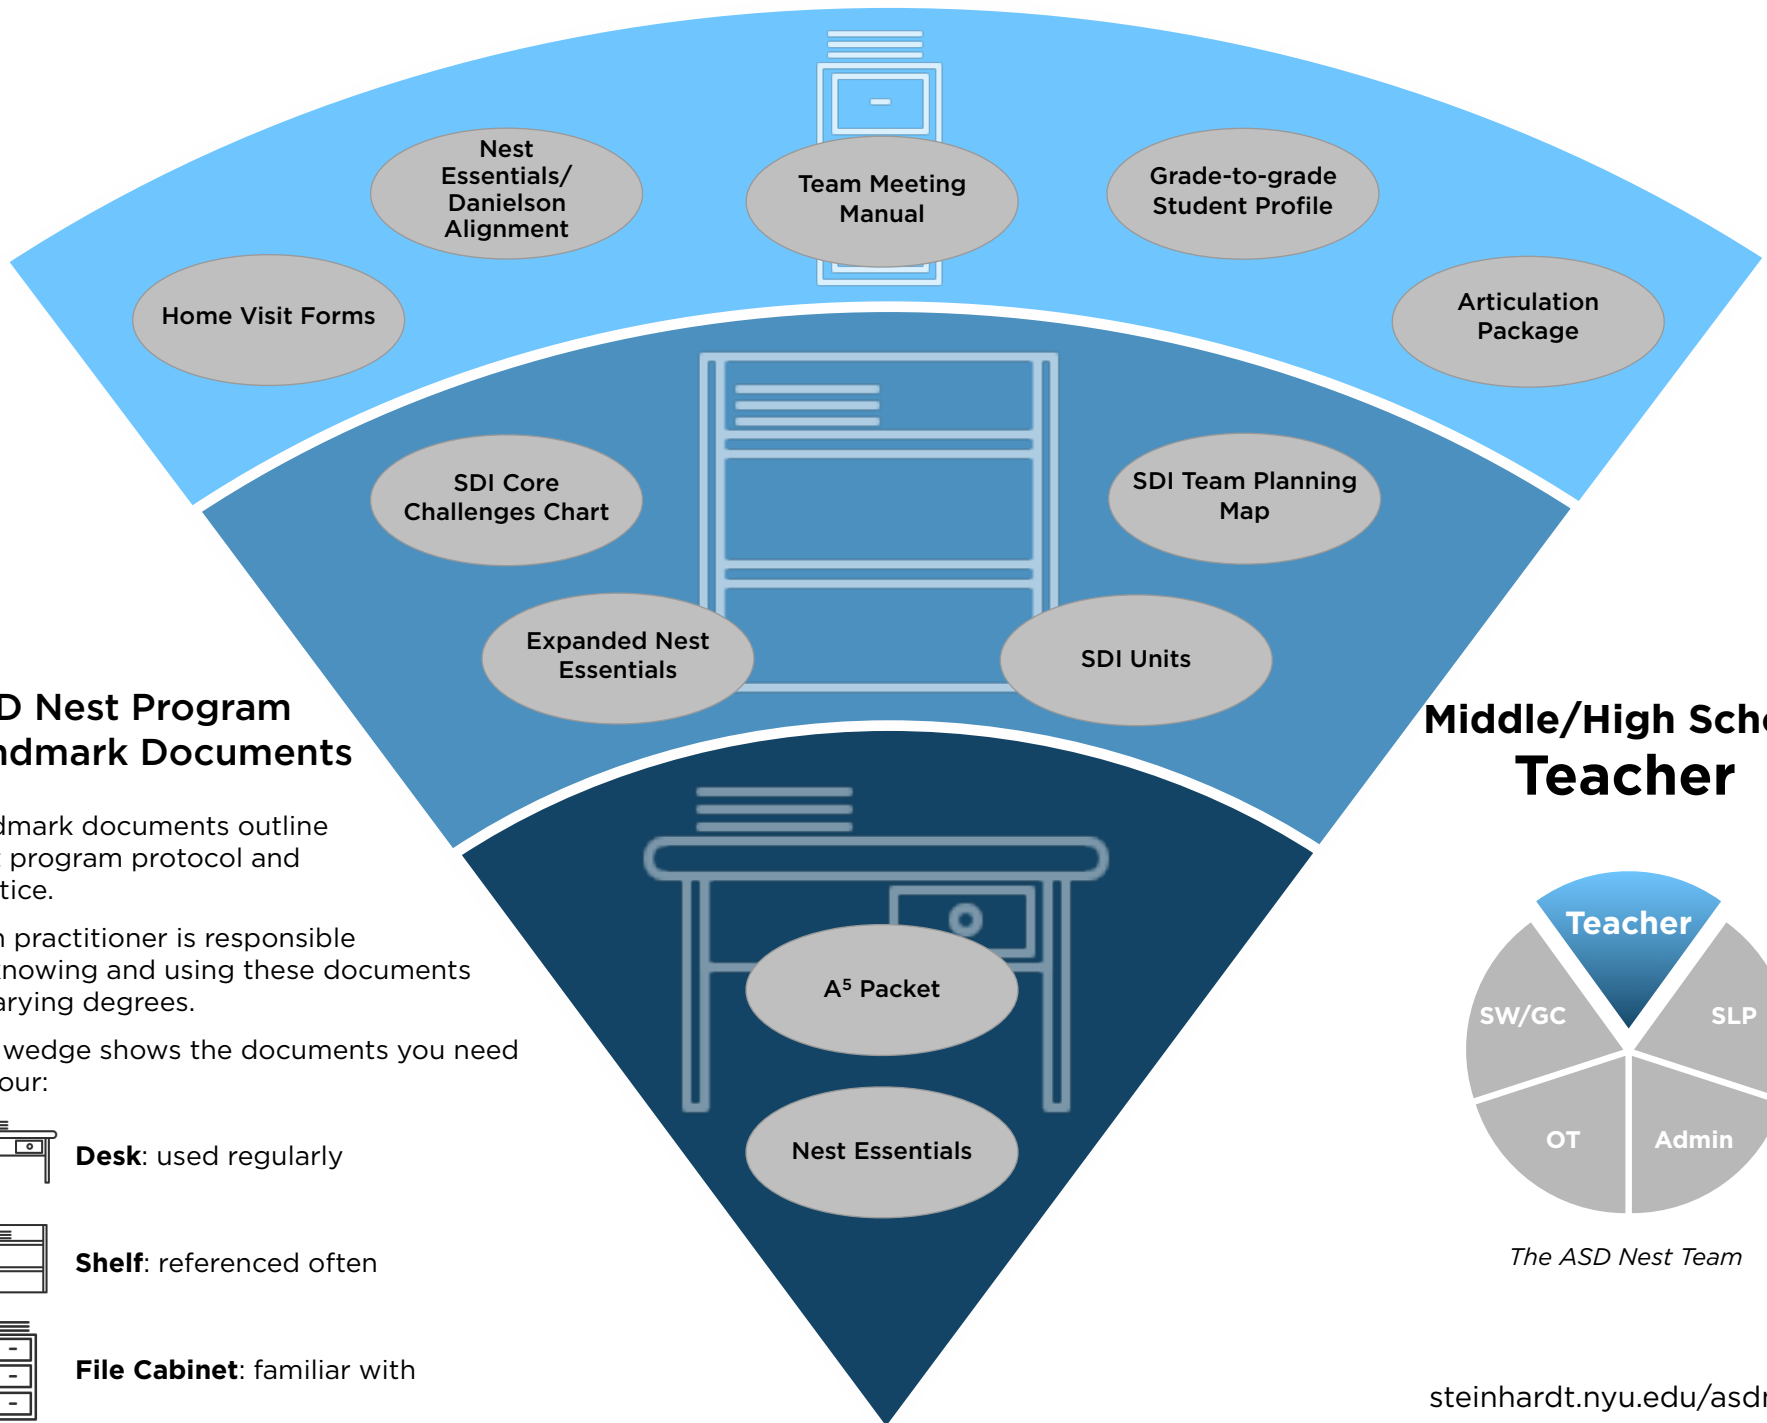 Nest
Essentials/
Danielson
Alignment
Team Meeting
Manual
Grade-to-grade
Student Profile
Home Visit Forms
Articulation
Package
SDI Core
Challenges Chart
SDI Team Planning
Map
Expanded Nest
Essentials
SDI Units
D Nest Program
ndmark Documents
dmark documents outline
program protocol and
tice.
practitioner is responsible
knowing and using these documents
arying degrees.
wedge shows the documents you need
our:
Desk: used regularly
Shelf: referenced often
File Cabinet: familiar with
A⁵ Packet
Nest Essentials
Middle/High Scho
Teacher
Teacher
SW/GC
SLP
OT
Admin
The ASD Nest Team
steinhardt.nyu.edu/asdn